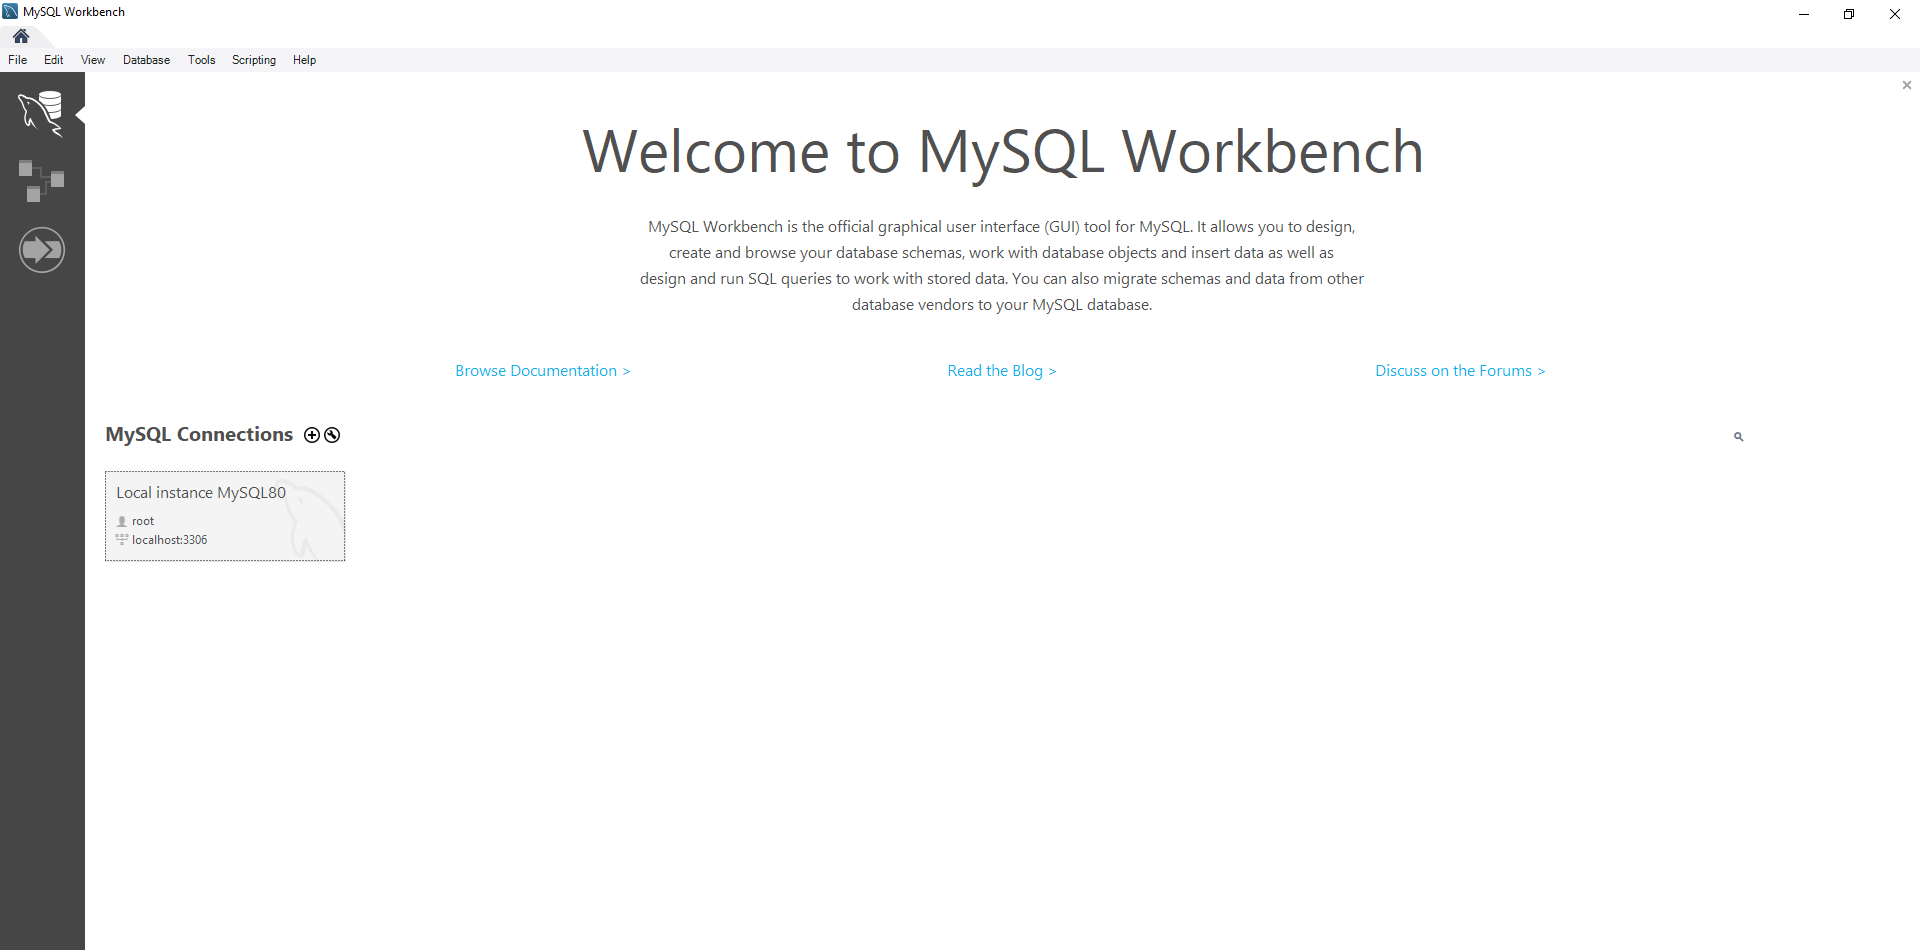 MySQL Workbench
File Edit View Database Tools Scripting Help
Welcome to MySQL Workbench
MySQL Workbench is the official graphical user interface (GUI) tool for MySQL. It allows you to design,
create and browse your database schemas, work with database objects and insert data as well as
design and run SQL queries to work with stored data. You can also migrate schemas and data from other
database vendors to your MySQL database.
Browse Documentation > Read the Blog > Discuss on the Forums >
MySQL Connections
Local instance MySQL80
root
localhost:3306